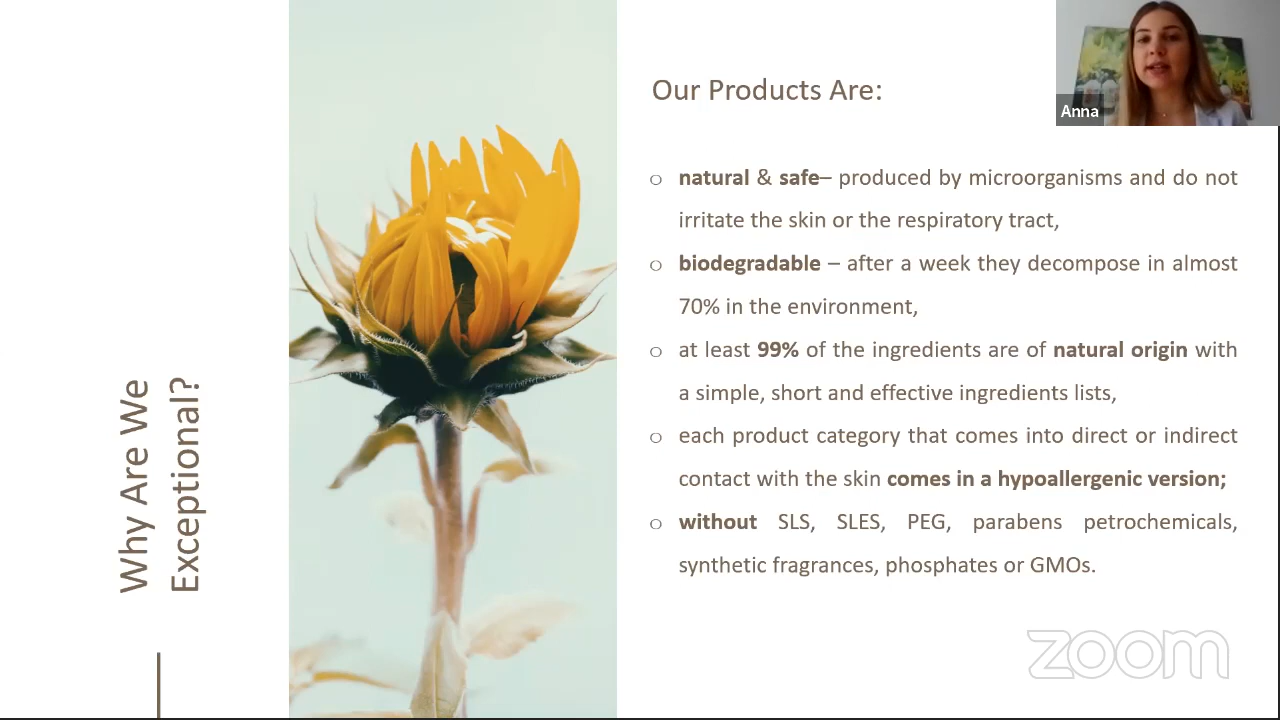 Why Are We
Exceptional?
Our Products Are:
Anna
o natural & safe– produced by microorganisms and do not
irritate the skin or the respiratory tract,
o biodegradable – after a week they decompose in almost
70% in the environment,
o at least 99% of the ingredients are of natural origin with
a simple, short and effective ingredients lists,
o each product category that comes into direct or indirect
contact with the skin comes in a hypoallergenic version;
o without SLS, SLES, PEG, parabens petrochemicals,
synthetic fragrances, phosphates or GMOs.
zoom